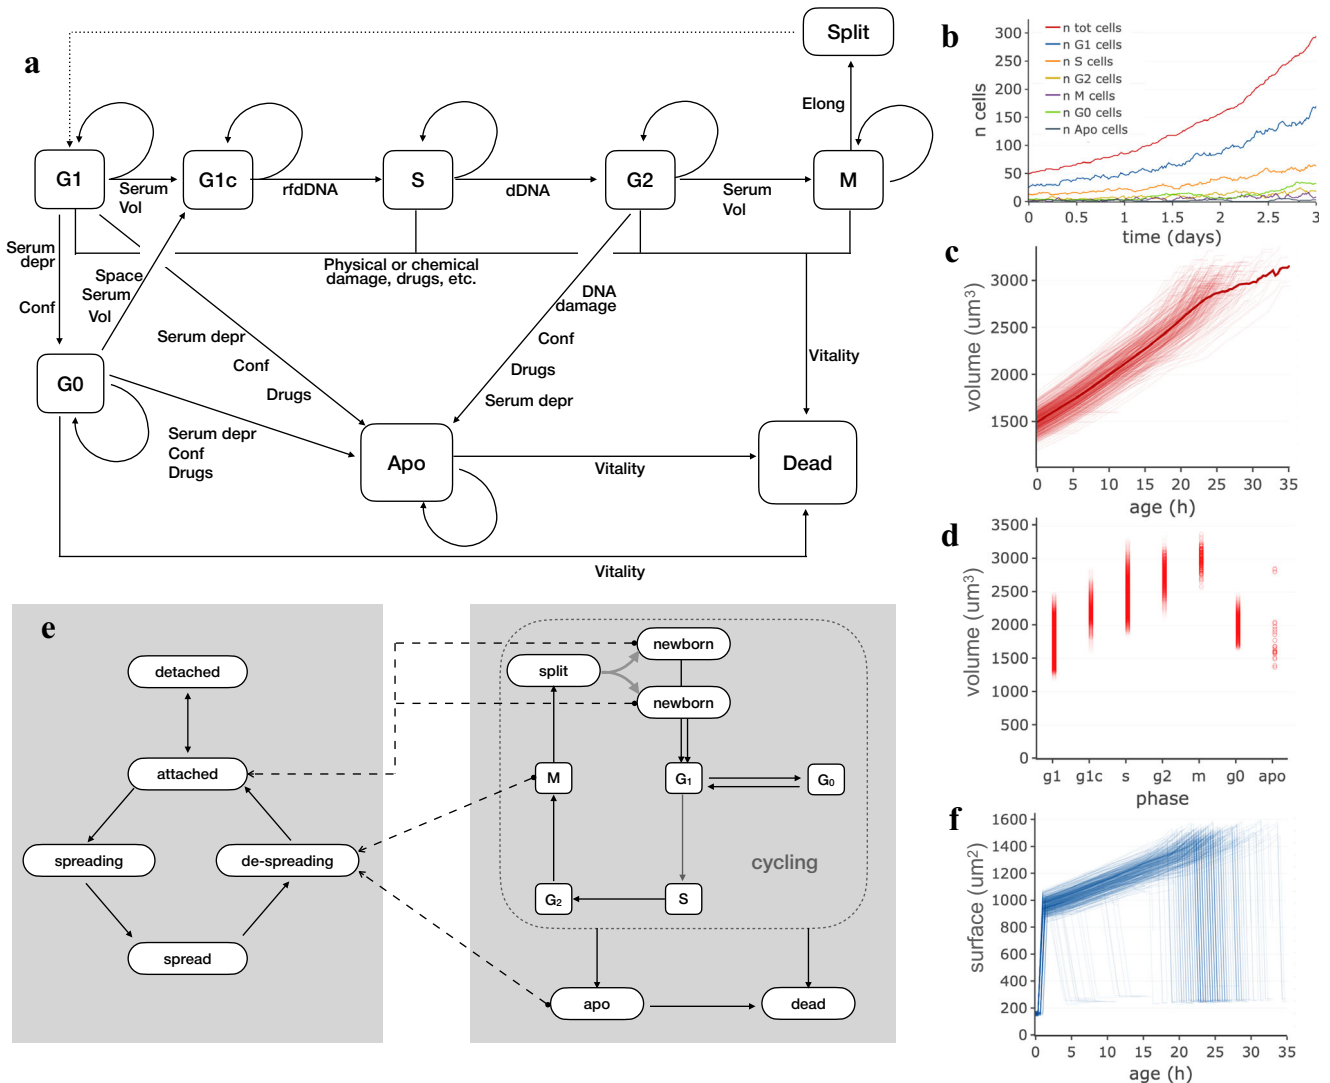 a
Split
Elong
G1
G1c
S
G2
M
Serum
Vol
rfdDNA
dDNA
Serum
Vol
Serum
depr
Conf
Space
Serum
Vol
Physical or chemical
damage, drugs, etc.
DNA
damage
Conf
Drugs
Serum depr
Serum depr
Conf
Drugs
Vitality
G0
Serum depr
Conf
Drugs
Apo
Vitality
Dead
Vitality
b
n cells
300
250
200
150
100
50
0
n tot cells
n G1 cells
n S cells
n G2 cells
n M cells
n G0 cells
n Apo cells
0 0.5 1 1.5 2 2.5 3
time (days)
c
volume (um³)
3000
2500
2000
1500
0 5 10 15 20 25 30 35
age (h)
d
volume (um³)
3500
3000
2500
2000
1500
1000
500
0
g1 g1c s g2 m g0 apo
phase
e
detached
attached
spreading
de-spreading
spread
newborn
split
newborn
M
G₁
G₀
cycling
G₂
S
apo
dead
f
surface (um²)
1600
1400
1200
1000
800
600
400
200
0
0 5 10 15 20 25 30 35
age (h)